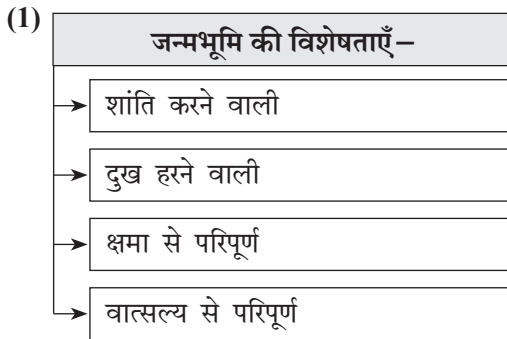 (1)
जन्मभूमि की विशेषताएँ–
शांति करने वाली
दुख हरने वाली
क्षमा से परिपूर्ण
वात्सल्य से परिपूर्ण